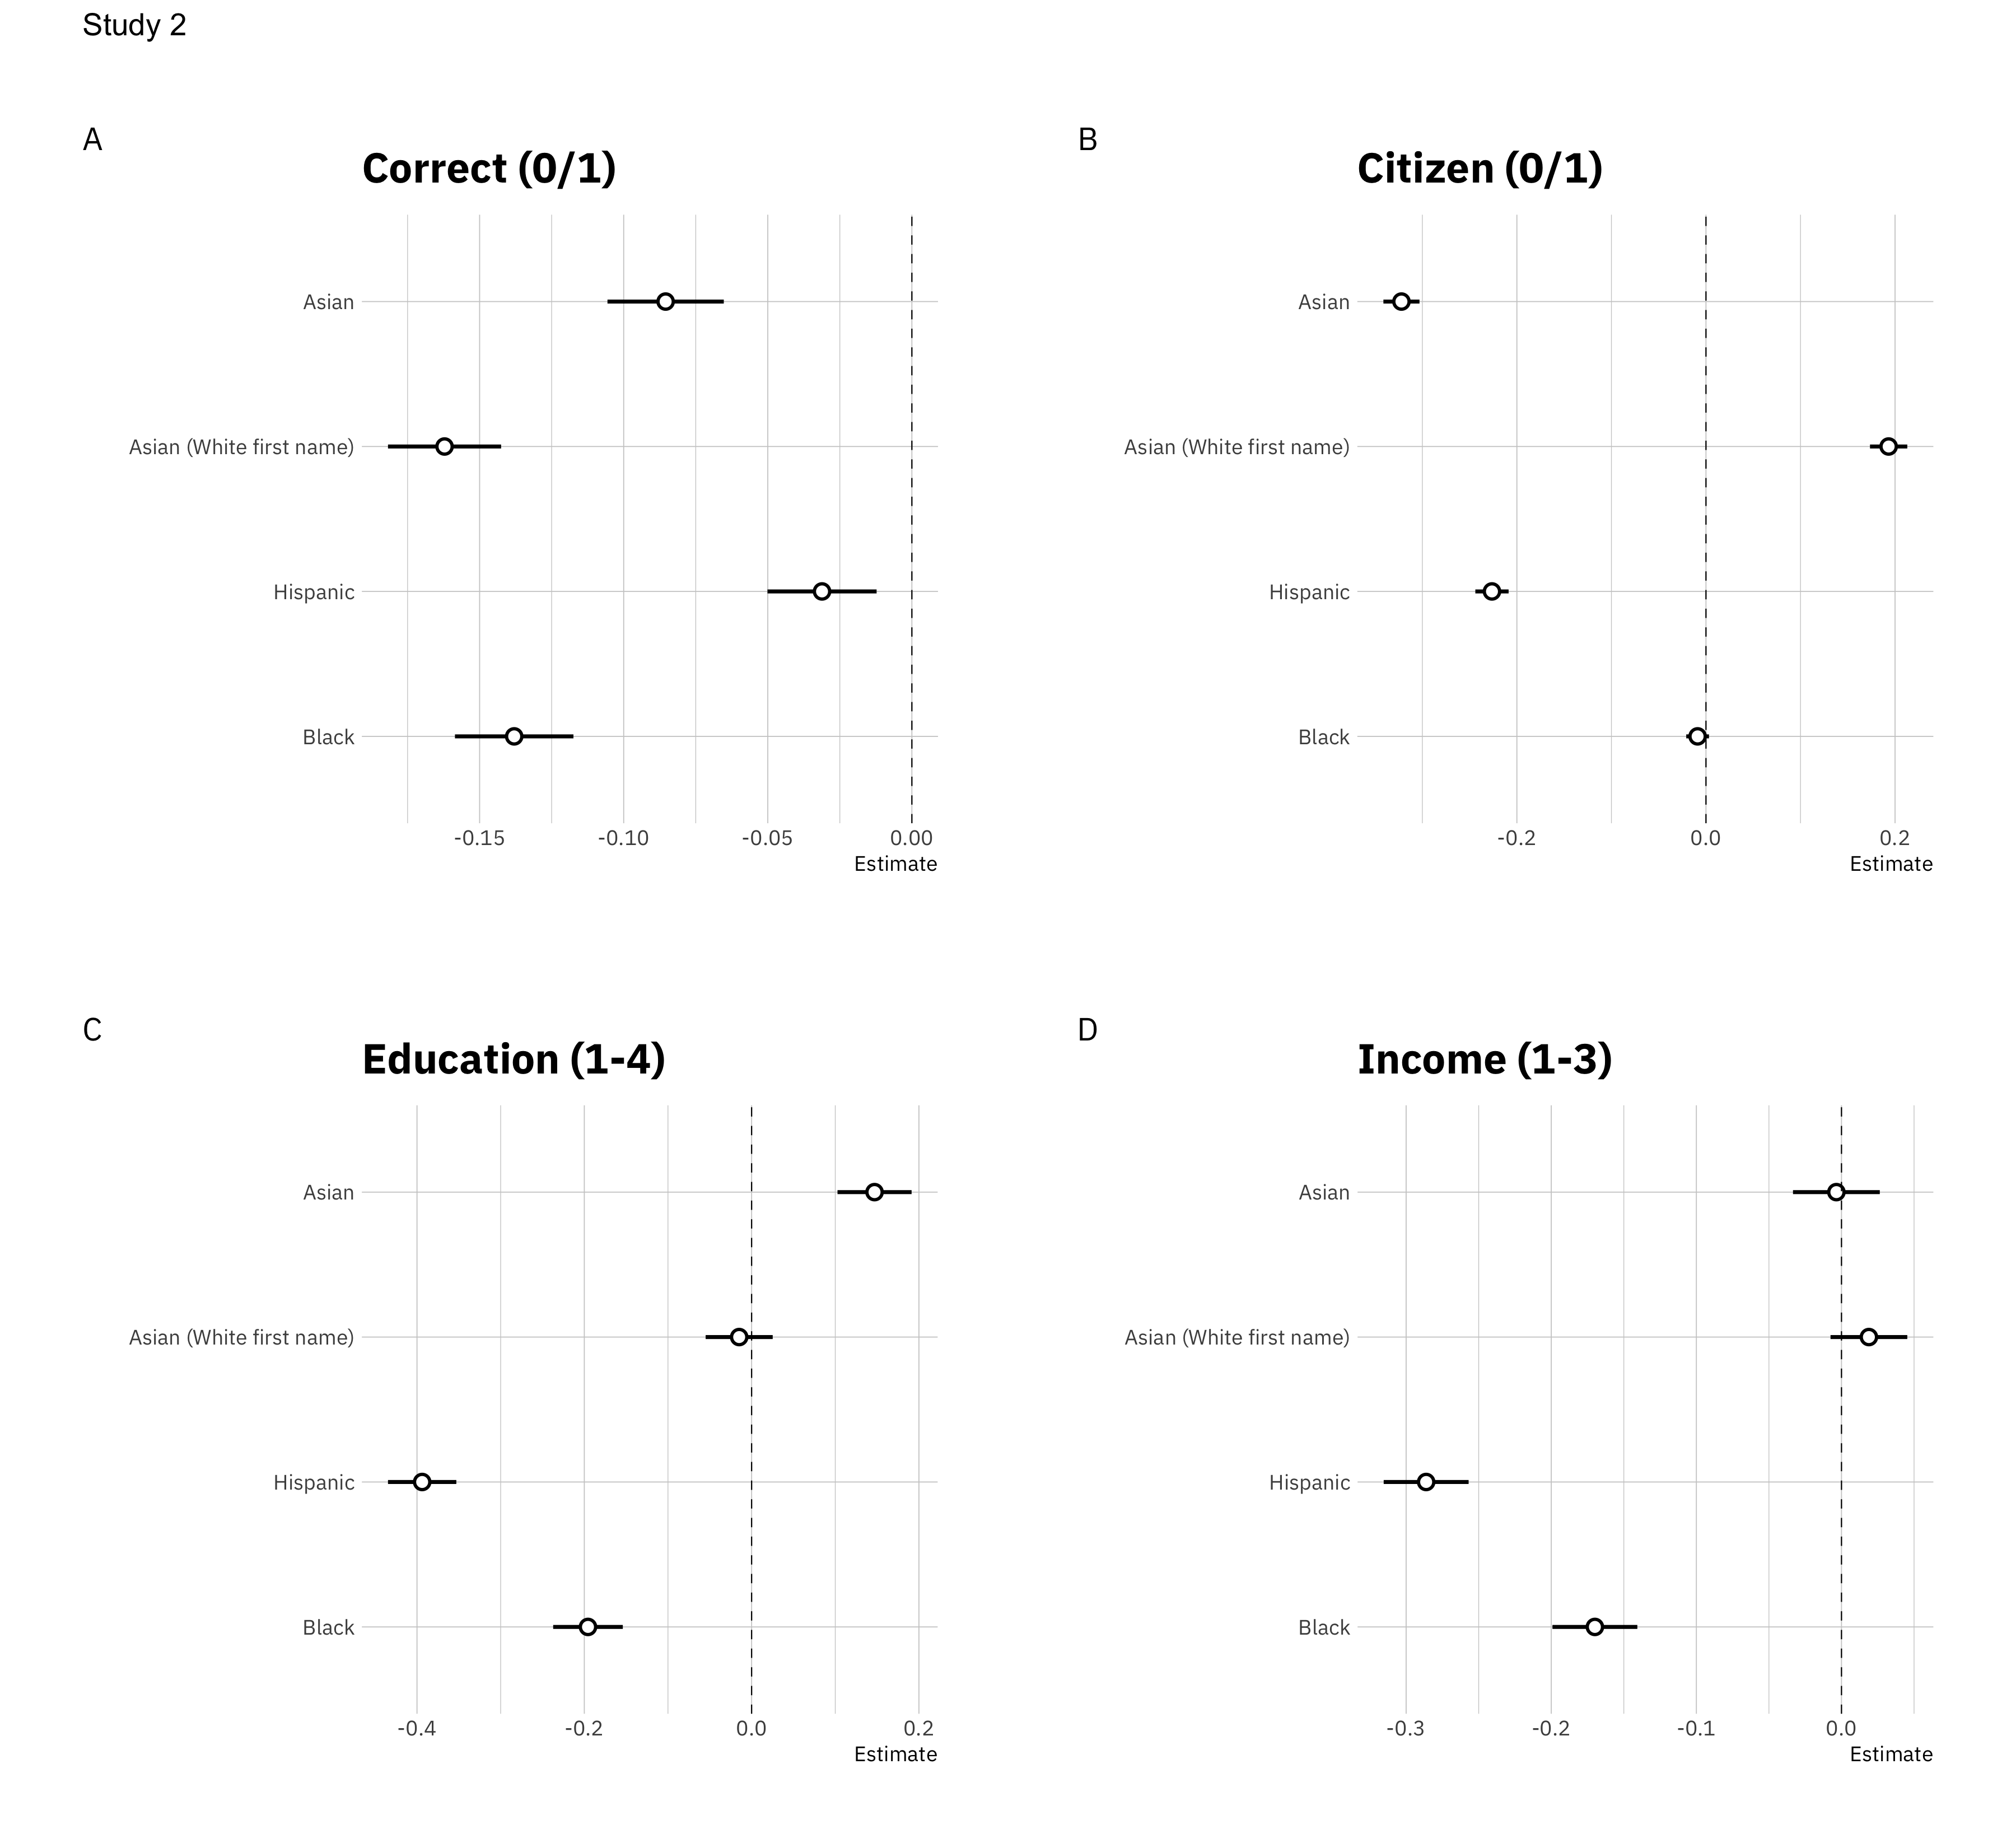 Study 2
A
Correct (0/1)
Asian
Asian (White first name)
Hispanic
Black
-0.15 -0.10 -0.05 0.00
Estimate
B
Citizen (0/1)
Asian
Asian (White first name)
Hispanic
Black
-0.2 0.0 0.2
Estimate
C
Education (1-4)
Asian
Asian (White first name)
Hispanic
Black
-0.4 -0.2 0.0 0.2
Estimate
D
Income (1-3)
Asian
Asian (White first name)
Hispanic
Black
-0.3 -0.2 -0.1 0.0
Estimate